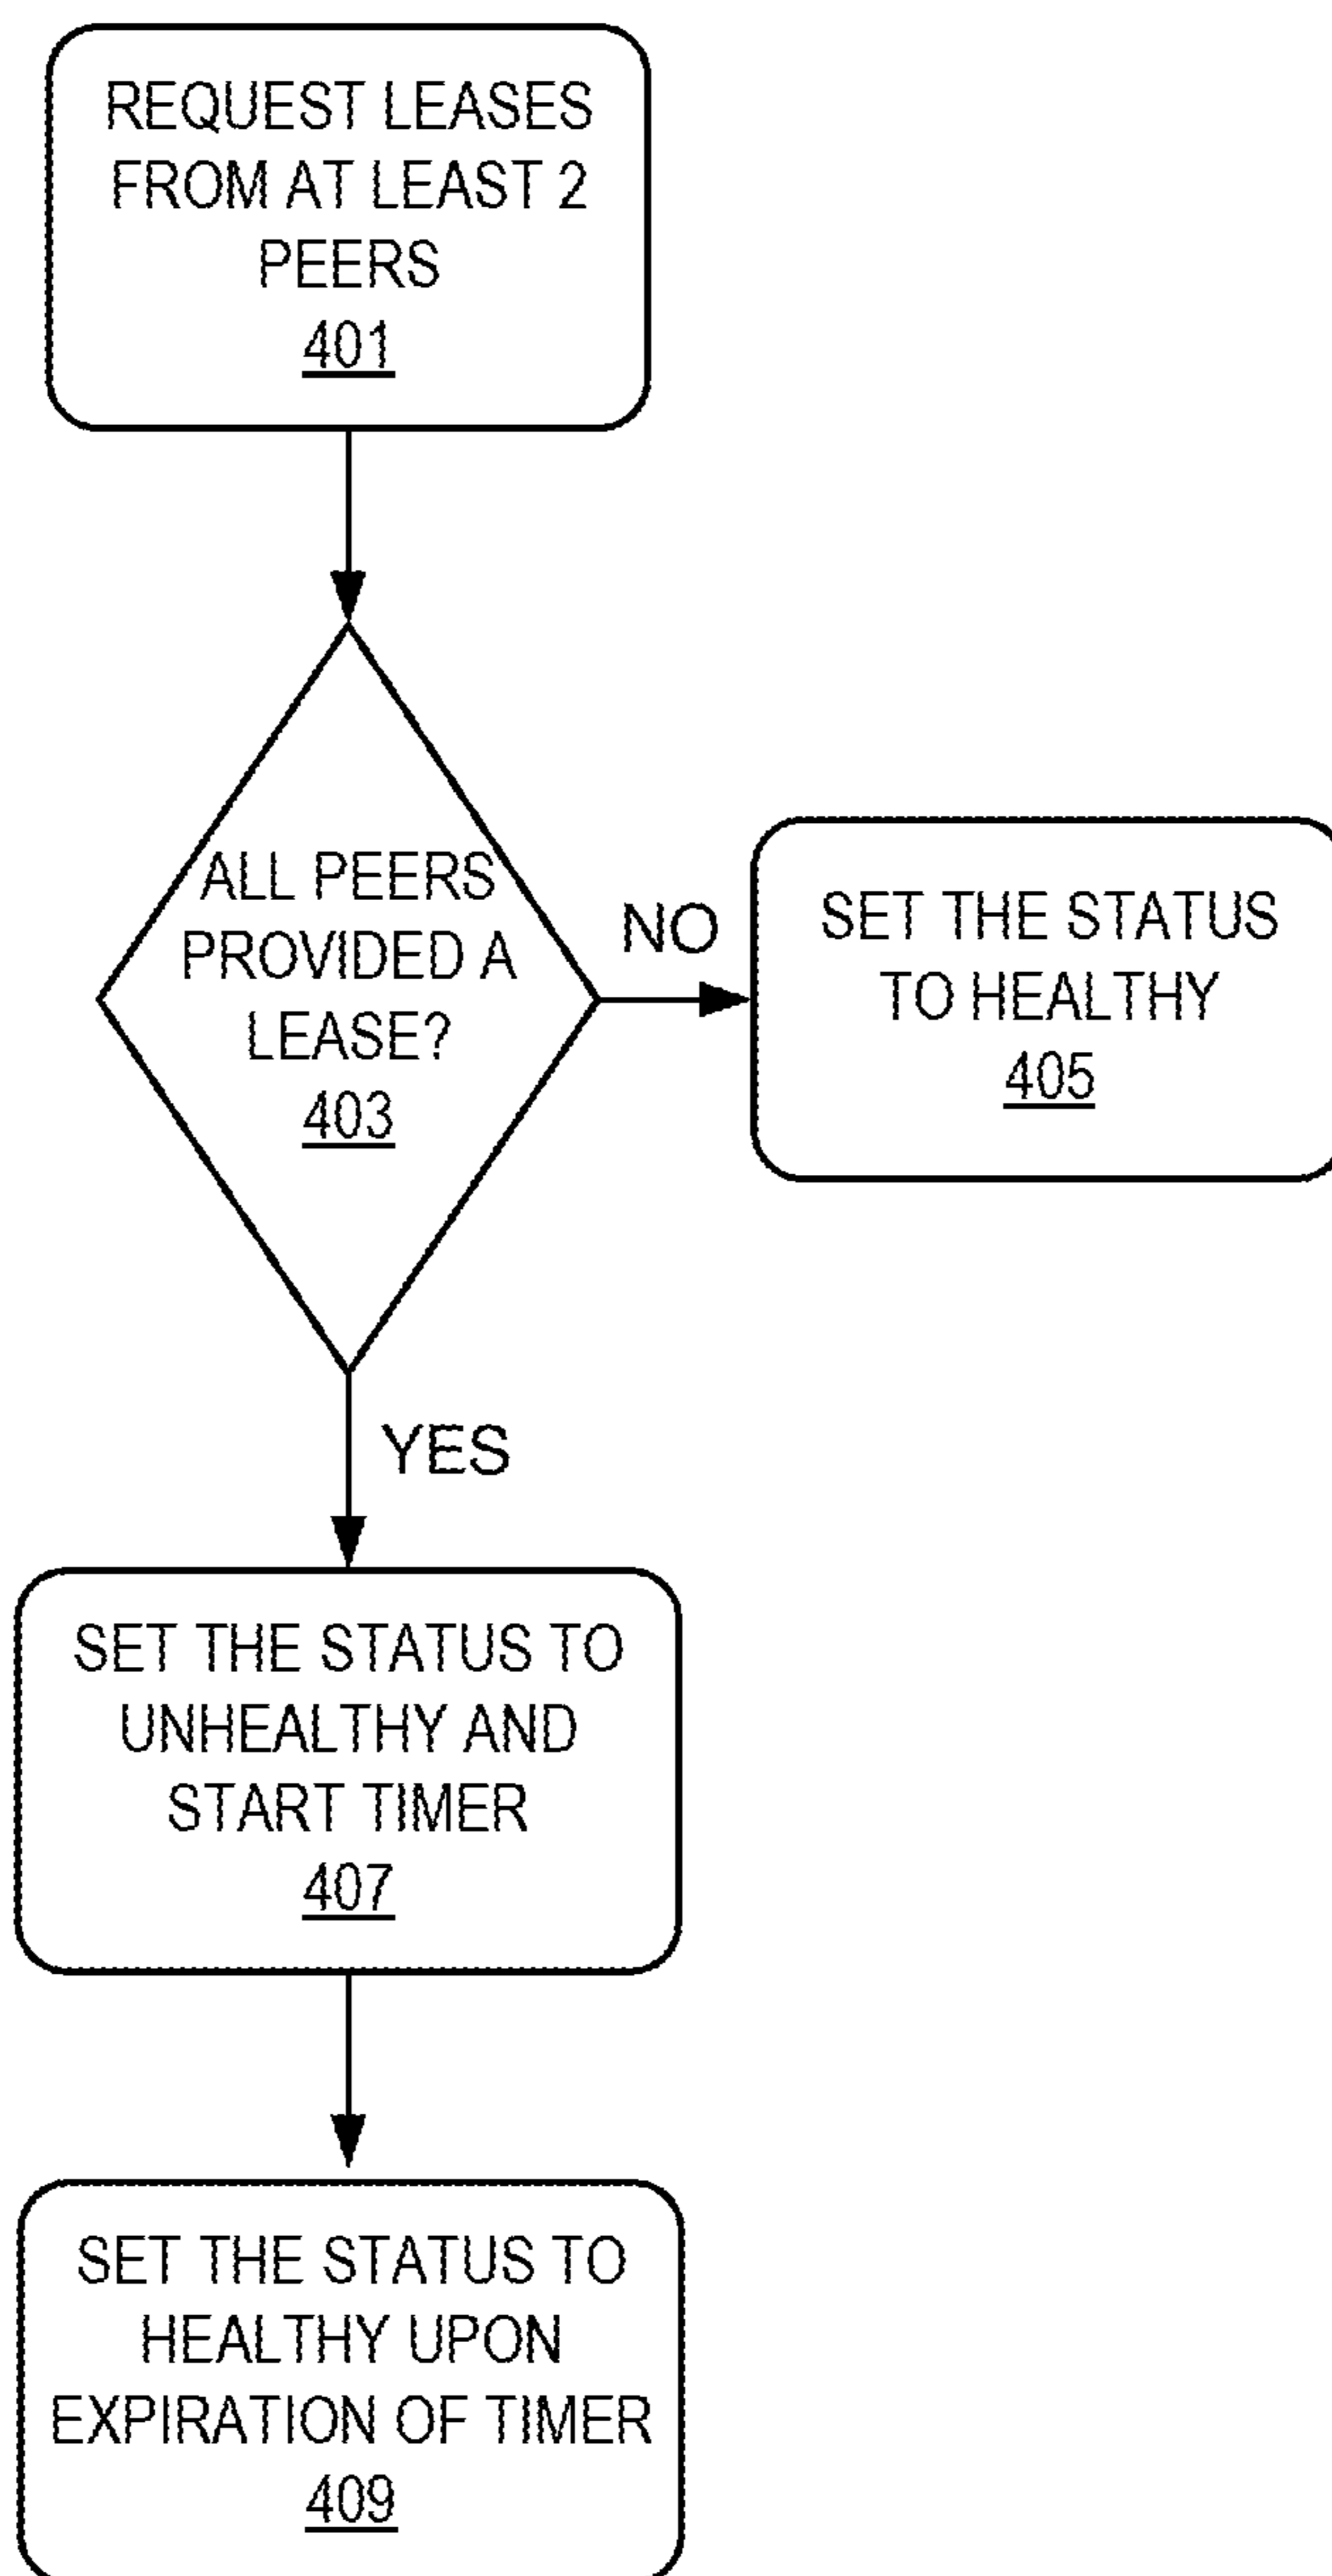 REQUEST LEASES
FROM AT LEAST 2
PEERS
401
ALL PEERS
PROVIDED A
LEASE?
403
NO
SET THE STATUS
TO HEALTHY
405
YES
SET THE STATUS TO
UNHEALTHY AND
START TIMER
407
SET THE STATUS TO
HEALTHY UPON
EXPIRATION OF TIMER
409